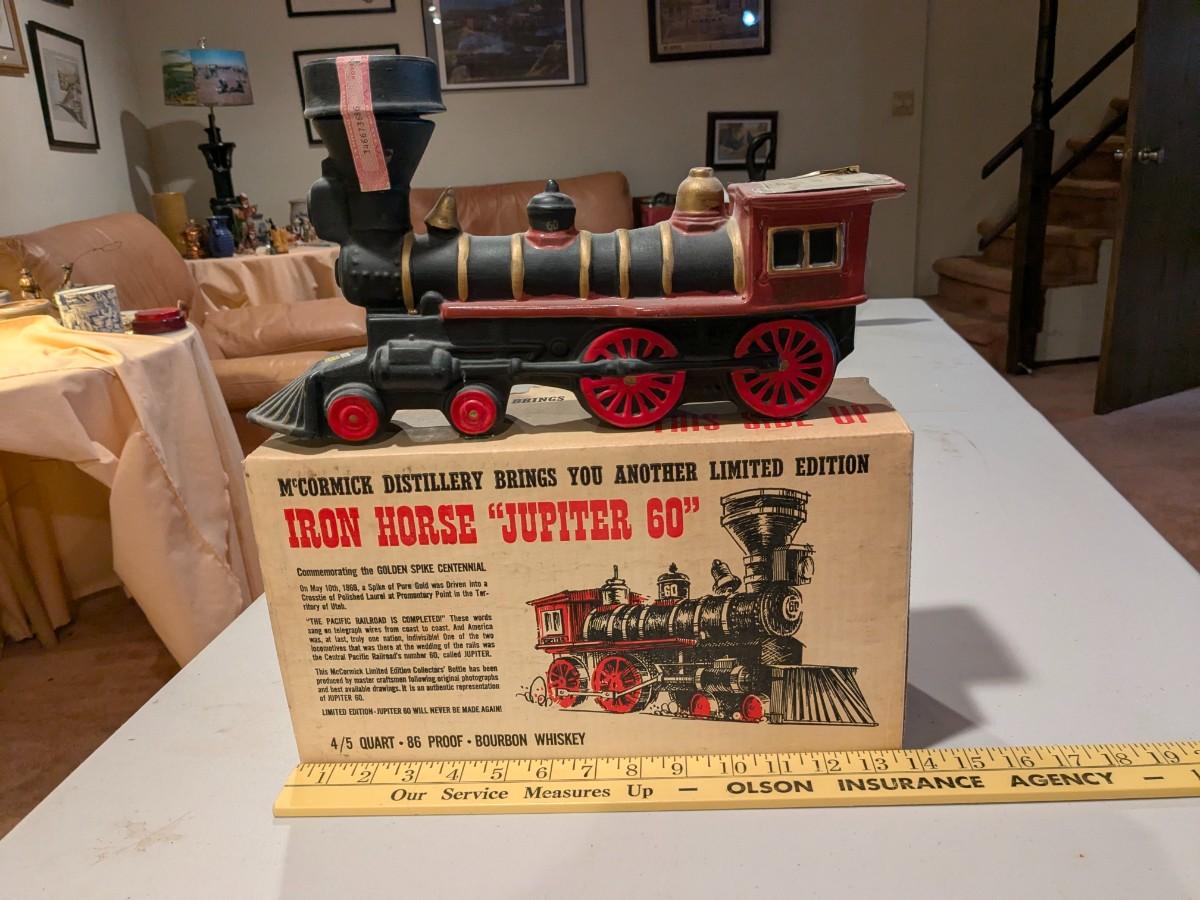 60
BRINGS
THIS SIDE UP
McCORMICK DISTILLERY BRINGS YOU ANOTHER LIMITED EDITION
IRON HORSE “JUPITER 60”
Commemorating the GOLDEN SPIKE CENTENNIAL
On May 10th, 1869, a Spike of Pure Gold was Driven into a
Crosstie of Polished Laurel at Promontory Point in the Ter-
ritory of Utah.
"THE PACIFIC RAILROAD IS COMPLETED!" These words
sang on telegraph wires from coast to coast. And America
was, at last, truly one nation, indivisible! One of the two
locomotives that was there at the wedding of the rails was
the Central Pacific Railroad's number 60, called JUPITER.
This McCormick Limited Edition Collectors' Bottle has been
produced by master craftsmen following original photographs
and best available drawings. It is an authentic representation
of JUPITER 60.
LIMITED EDITION-JUPITER 60 WILL NEVER BE MADE AGAIN!
60
60
4/5 QUART • 86 PROOF • BOURBON WHISKEY
1 2 3 4 5 6 7 8 9 10 11 12 13 14 15 16 17 18 19
Our Service Measures Up — OLSON INSURANCE AGENCY —